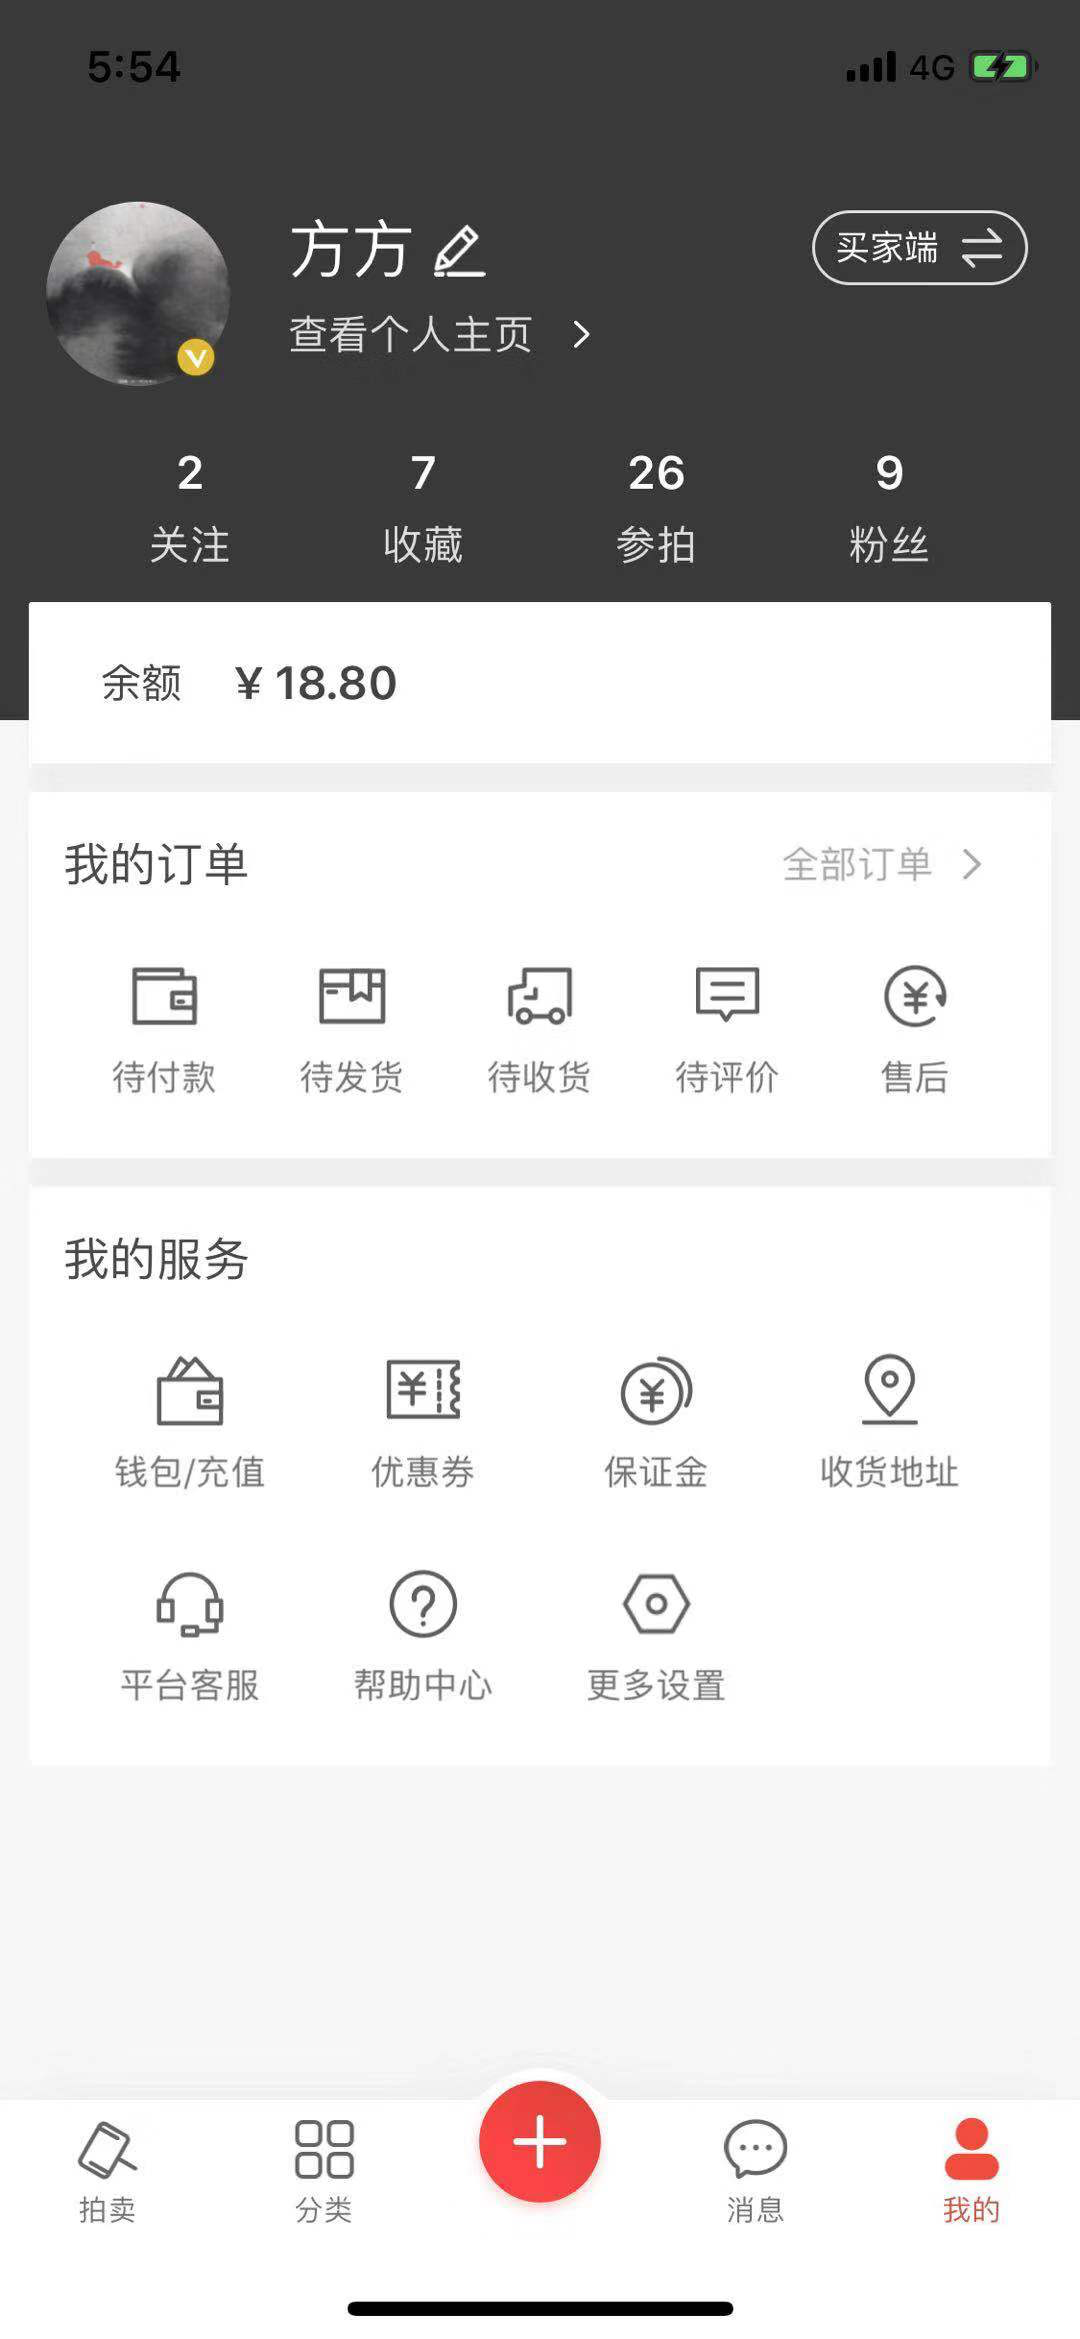 5:54 4G
方方
买家端
查看个人主页
2 7 26 9
关注 收藏 参拍 粉丝
余额 ¥ 18.80
我的订单 全部订单
待付款 待发货 待收货 待评价 售后
我的服务
钱包/充值 优惠券 保证金 收货地址
平台客服 帮助中心 更多设置
拍卖 分类 消息 我的